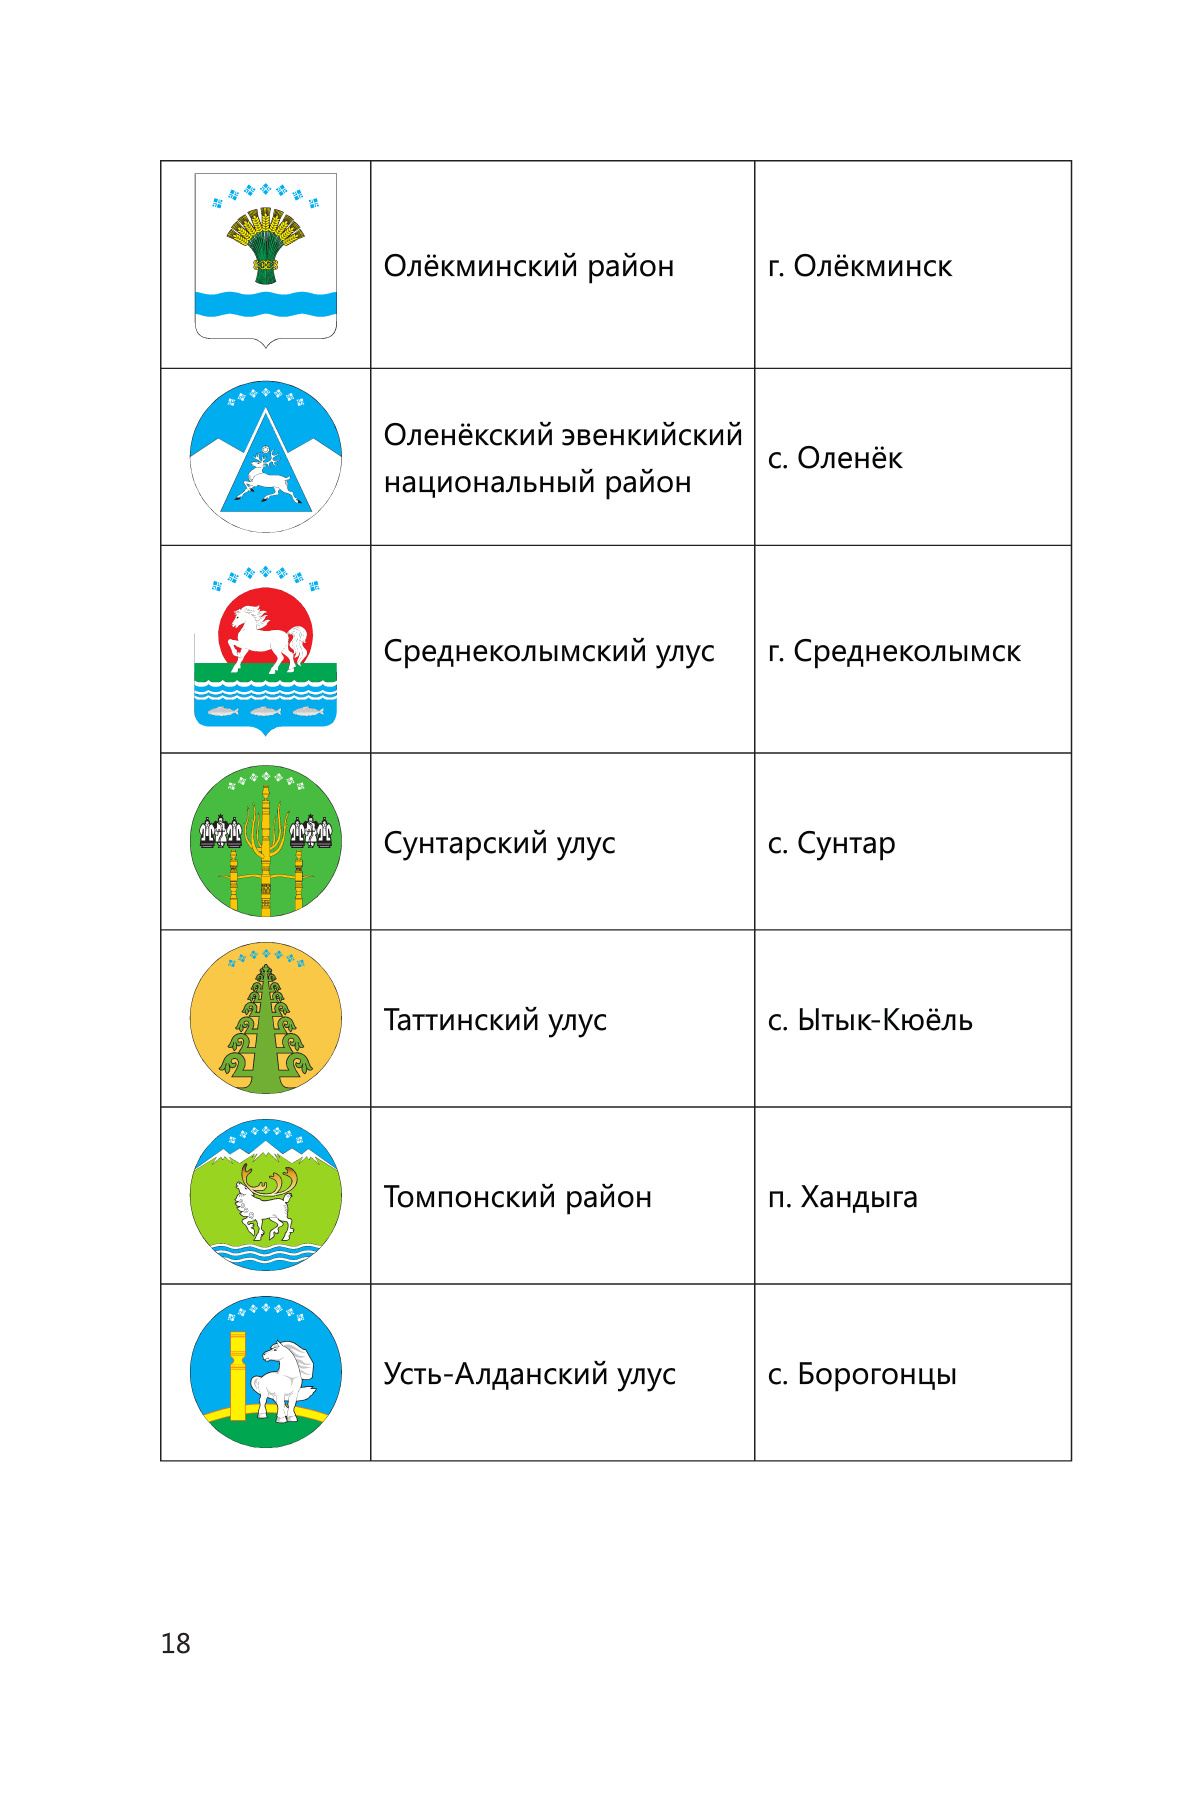 Олёкминский район
г. Олёкминск
Оленёкский эвенкийский
национальный район
с. Оленёк
Среднеколымский улус
г. Среднеколымск
Сунтарский улус
с. Сунтар
Таттинский улус
с. Ытык-Кюёль
Томпонский район
п. Хандыга
Усть-Алданский улус
с. Борогонцы
18